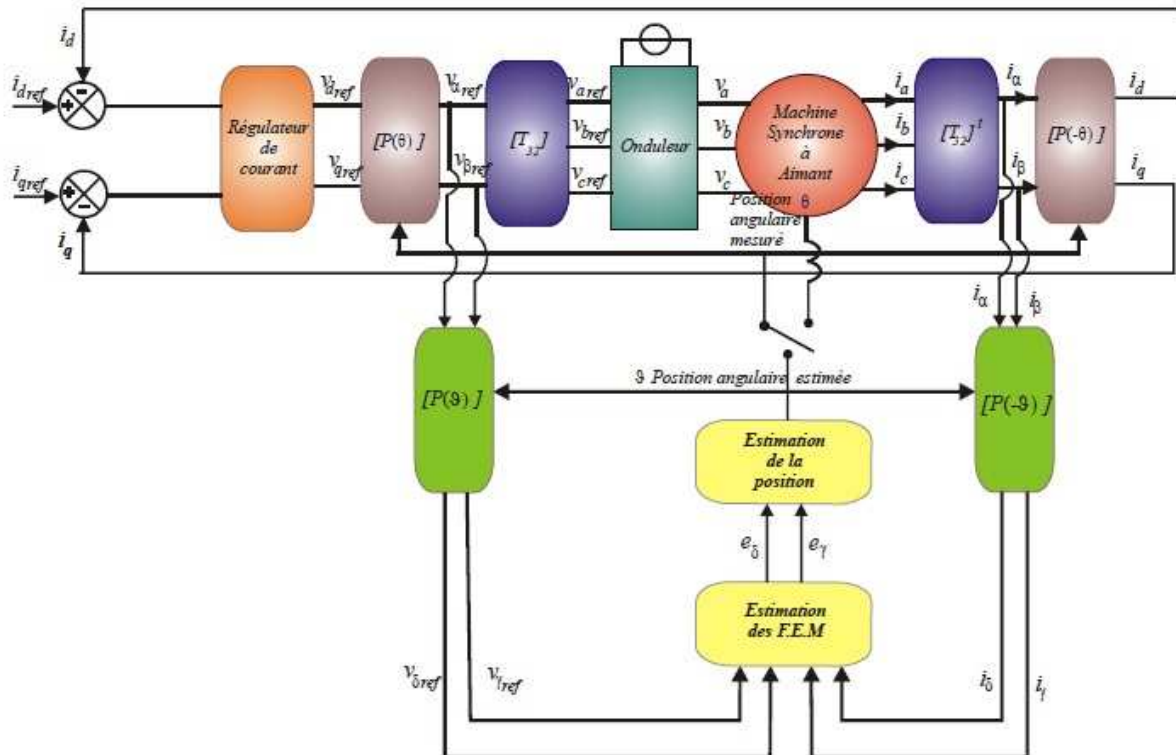 i_d
i_dref
+
-
Régulateur
de
courant
v_dref
v_qref
[P(θ) ]
v_αref
v_βref
[T_32]
v_aref
v_bref
v_cref
Onduleur
v_a
v_b
v_c
Machine
Synchrone
à
Aimant
θ
i_a
i_b
i_c
[T_32]^t
i_α
i_β
[P(-θ) ]
i_d
i_q
i_qref
+
-
i_q
Position
angulaire
mesuré
i_α
i_β
[P(ϑ) ]
ϑ Position angulaire estimée
[P(-ϑ) ]
Estimation
de la
position
e_δ
e_γ
Estimation
des F.E.M
v_δref
v_γref
i_δ
i_γ